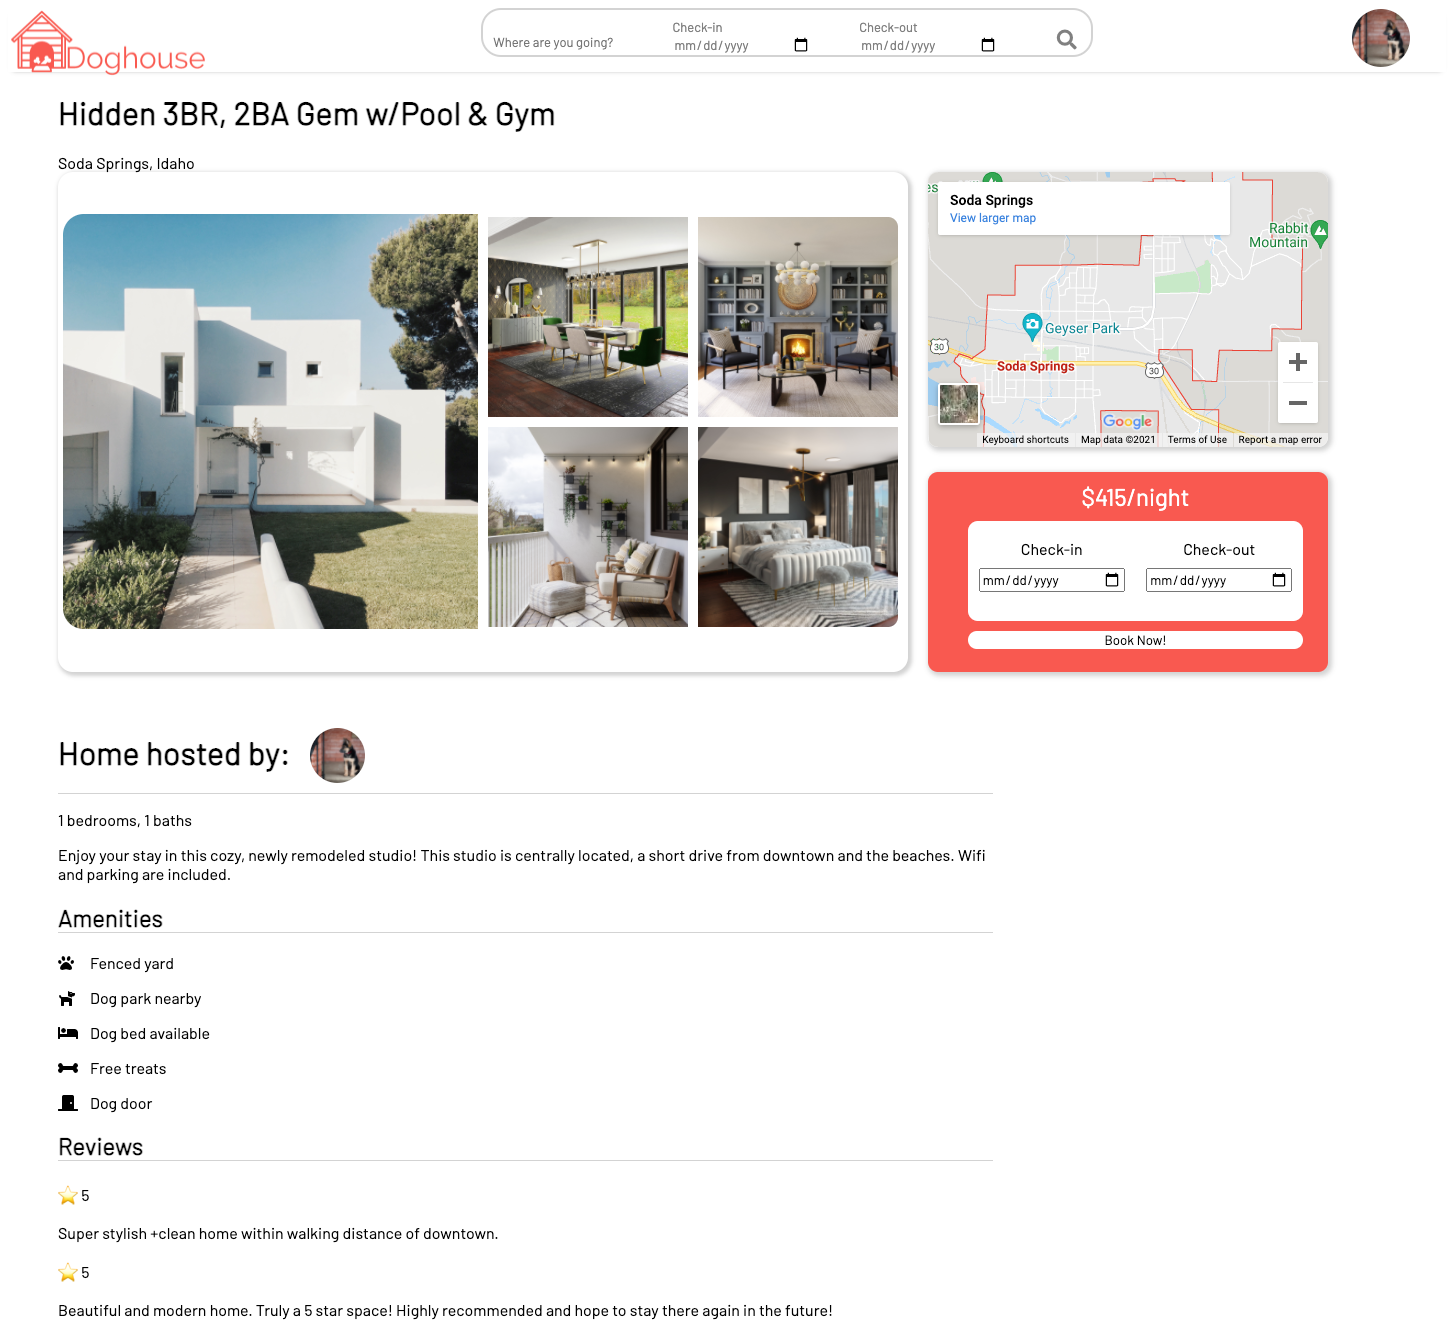 Doghouse
Where are you going?
Check-in
mm/dd/yyyy
Check-out
mm/dd/yyyy
Hidden 3BR, 2BA Gem w/Pool & Gym
Soda Springs, Idaho
Soda Springs
View larger map
Rabbit
Mountain
Geyser Park
30
Soda Springs
30
Google
Keyboard shortcuts
Map data ©2021
Terms of Use
Report a map error
$415/night
Check-in
Check-out
mm/dd/yyyy
mm/dd/yyyy
Book Now!
Home hosted by:
1 bedrooms, 1 baths
Enjoy your stay in this cozy, newly remodeled studio! This studio is centrally located, a short drive from downtown and the beaches. Wifi
and parking are included.
Amenities
Fenced yard
Dog park nearby
Dog bed available
Free treats
Dog door
Reviews
5
Super stylish +clean home within walking distance of downtown.
5
Beautiful and modern home. Truly a 5 star space! Highly recommended and hope to stay there again in the future!